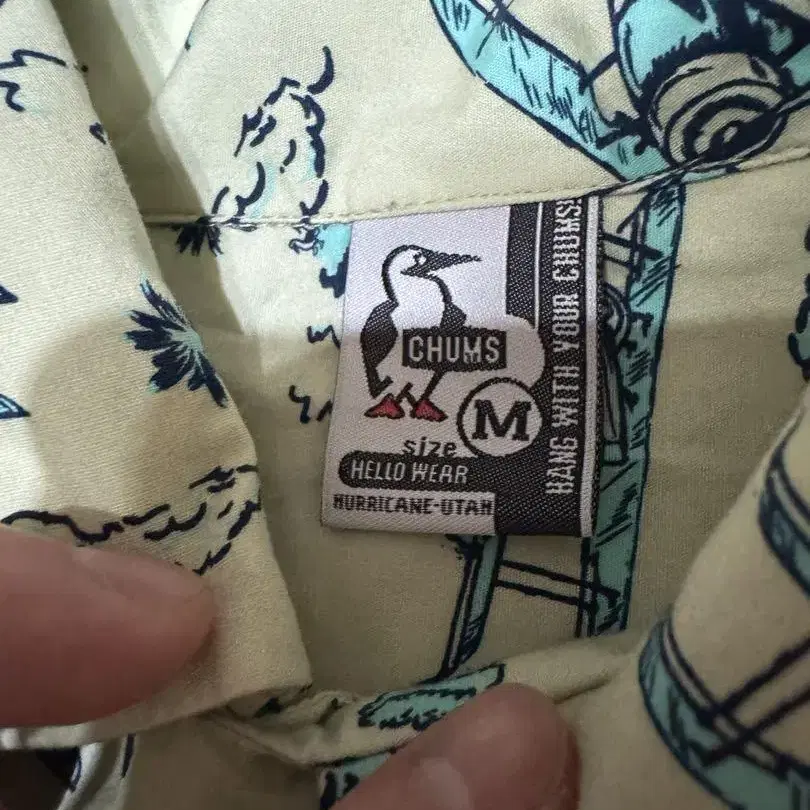 CHUMS
M
size
HELLO WEAR
HURRICANE-UTAH
HANG WITH YOUR CHUMS!